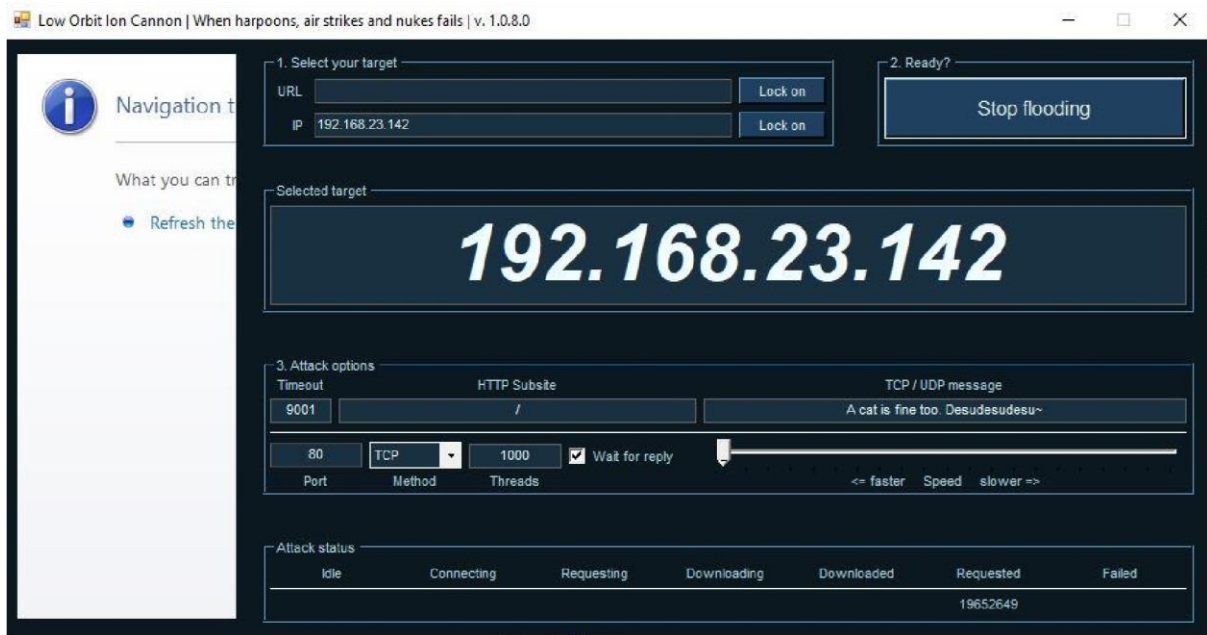 Low Orbit Ion Cannon | When harpoons, air strikes and nukes fails | v. 1.0.8.0
Navigation t
What you can tr
Refresh the
1. Select your target
URL Lock on
IP 192.168.23.142 Lock on
2. Ready?
Stop flooding
Selected target
192.168.23.142
3. Attack options
Timeout HTTP Subsite TCP / UDP message
9001 / A cat is fine too. Desudesudesu~
80 TCP 1000 Wait for reply
Port Method Threads <= faster Speed slower =>
Attack status
Idle Connecting Requesting Downloading Downloaded Requested Failed
19652649